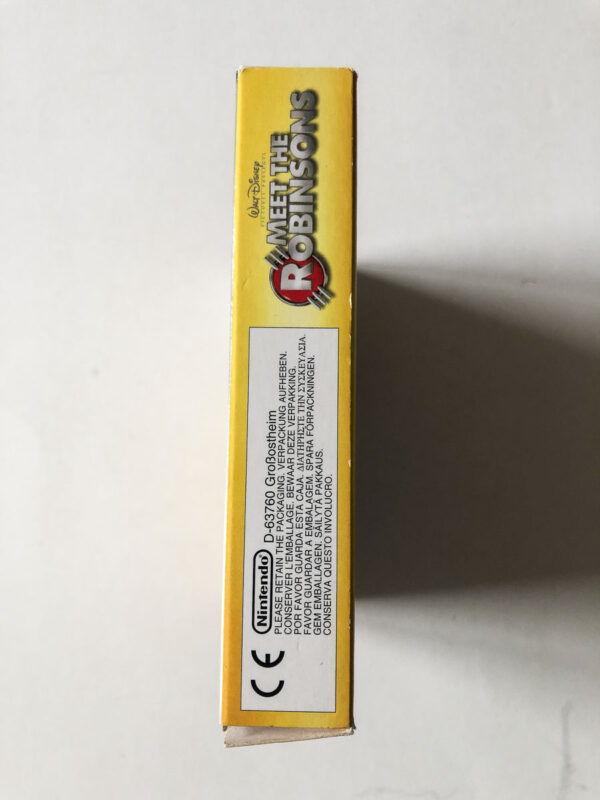 WALT DISNEY
PICTURES PRESENTS
MEET THE
ROBINSONS
CE Nintendo D-63760 Großostheim
PLEASE RETAIN THE PACKAGING. VERPACKUNG AUFHEBEN.
CONSERVER L'EMBALLAGE. BEWAAR DEZE VERPAKKING.
POR FAVOR GUARDA ESTA CAJA. ΔΙΑΤΗΡΗΣΤΕ ΤΗΝ ΣΥΣΚΕΥΑΣΙΑ.
FAVOR GUARDAR A EMBALAGEM. SPARA FÖRPACKNINGEN.
GEM EMBALLAGEN. SÄILYTÄ PAKKAUS.
CONSERVA QUESTO INVOLUCRO.